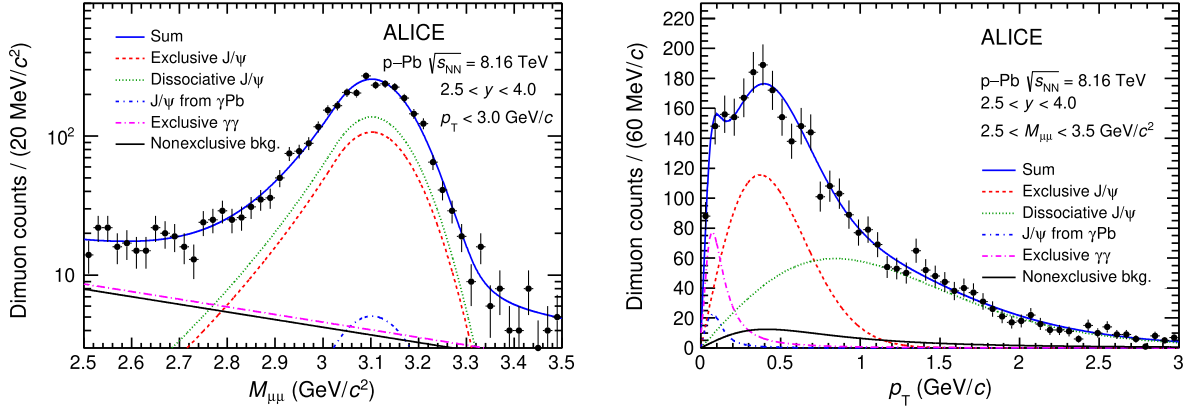 ALICE
p–Pb √sNN = 8.16 TeV
2.5 < y < 4.0
pT < 3.0 GeV/c
Sum
Exclusive J/ψ
Dissociative J/ψ
J/ψ from γPb
Exclusive γγ
Nonexclusive bkg.
Dimuon counts / (20 MeV/c²)
10²
10
2.5 2.6 2.7 2.8 2.9 3 3.1 3.2 3.3 3.4 3.5
Mμμ (GeV/c²)
ALICE
p–Pb √sNN = 8.16 TeV
2.5 < y < 4.0
2.5 < Mμμ < 3.5 GeV/c²
Sum
Exclusive J/ψ
Dissociative J/ψ
J/ψ from γPb
Exclusive γγ
Nonexclusive bkg.
Dimuon counts / (60 MeV/c)
220
200
180
160
140
120
100
80
60
40
20
0
0 0.5 1 1.5 2 2.5 3
pT (GeV/c)